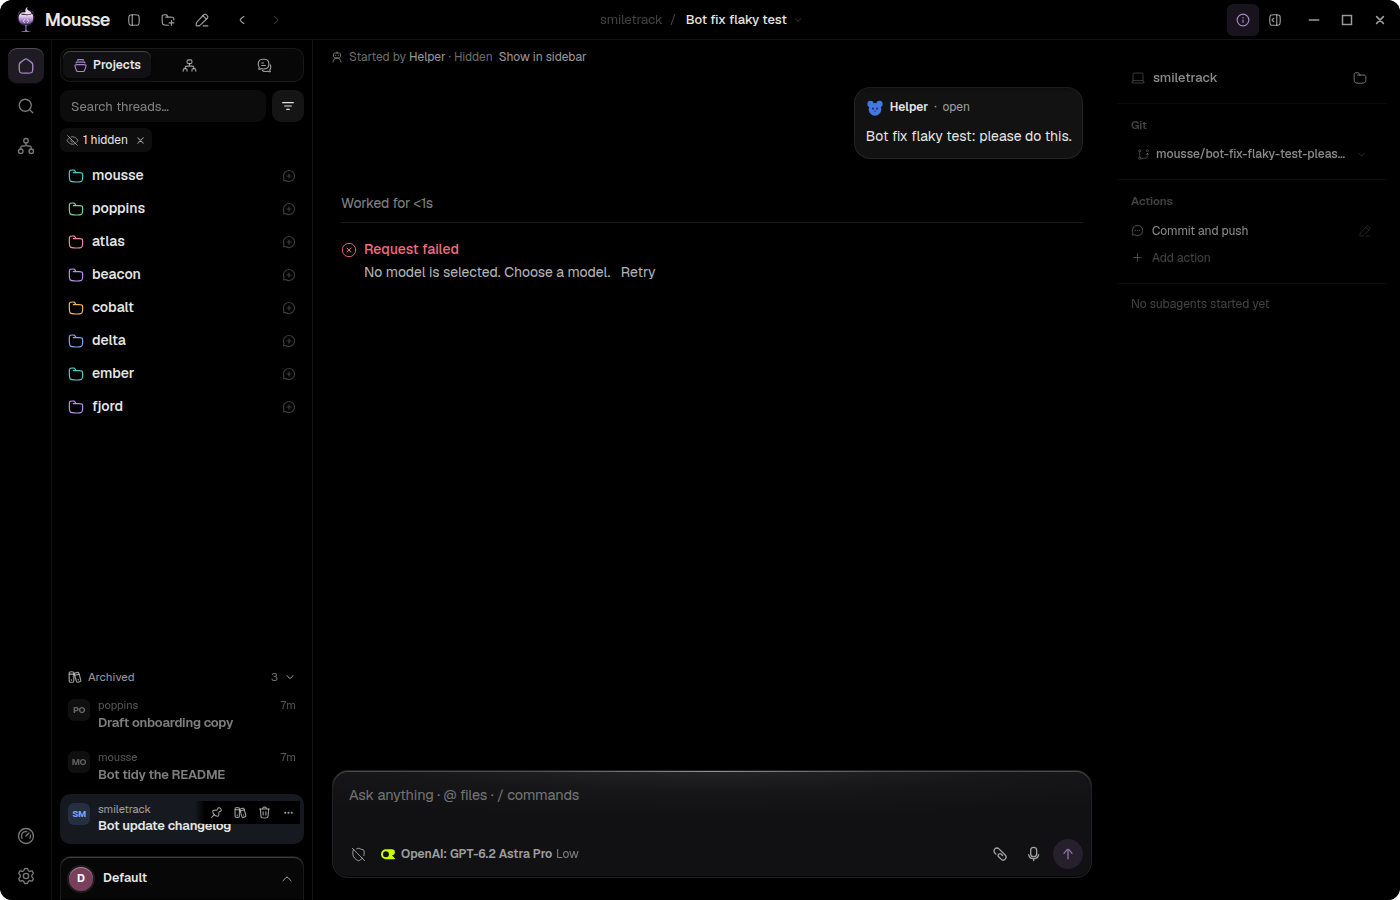 Mousse
smiletrack / Bot fix flaky test
Projects
Search threads...
1 hidden
mousse
poppins
atlas
beacon
cobalt
delta
ember
fjord
Archived 3
PO poppins 7m
Draft onboarding copy
MO mousse 7m
Bot tidy the README
SM smiletrack
Bot update changelog
D Default
Started by Helper · Hidden Show in sidebar
Helper · open
Bot fix flaky test: please do this.
Worked for <1s
Request failed
No model is selected. Choose a model. Retry
Ask anything · @ files · / commands
OpenAI: GPT-6.2 Astra Pro Low
smiletrack
Git
mousse/bot-fix-flaky-test-pleas...
Actions
Commit and push
Add action
No subagents started yet